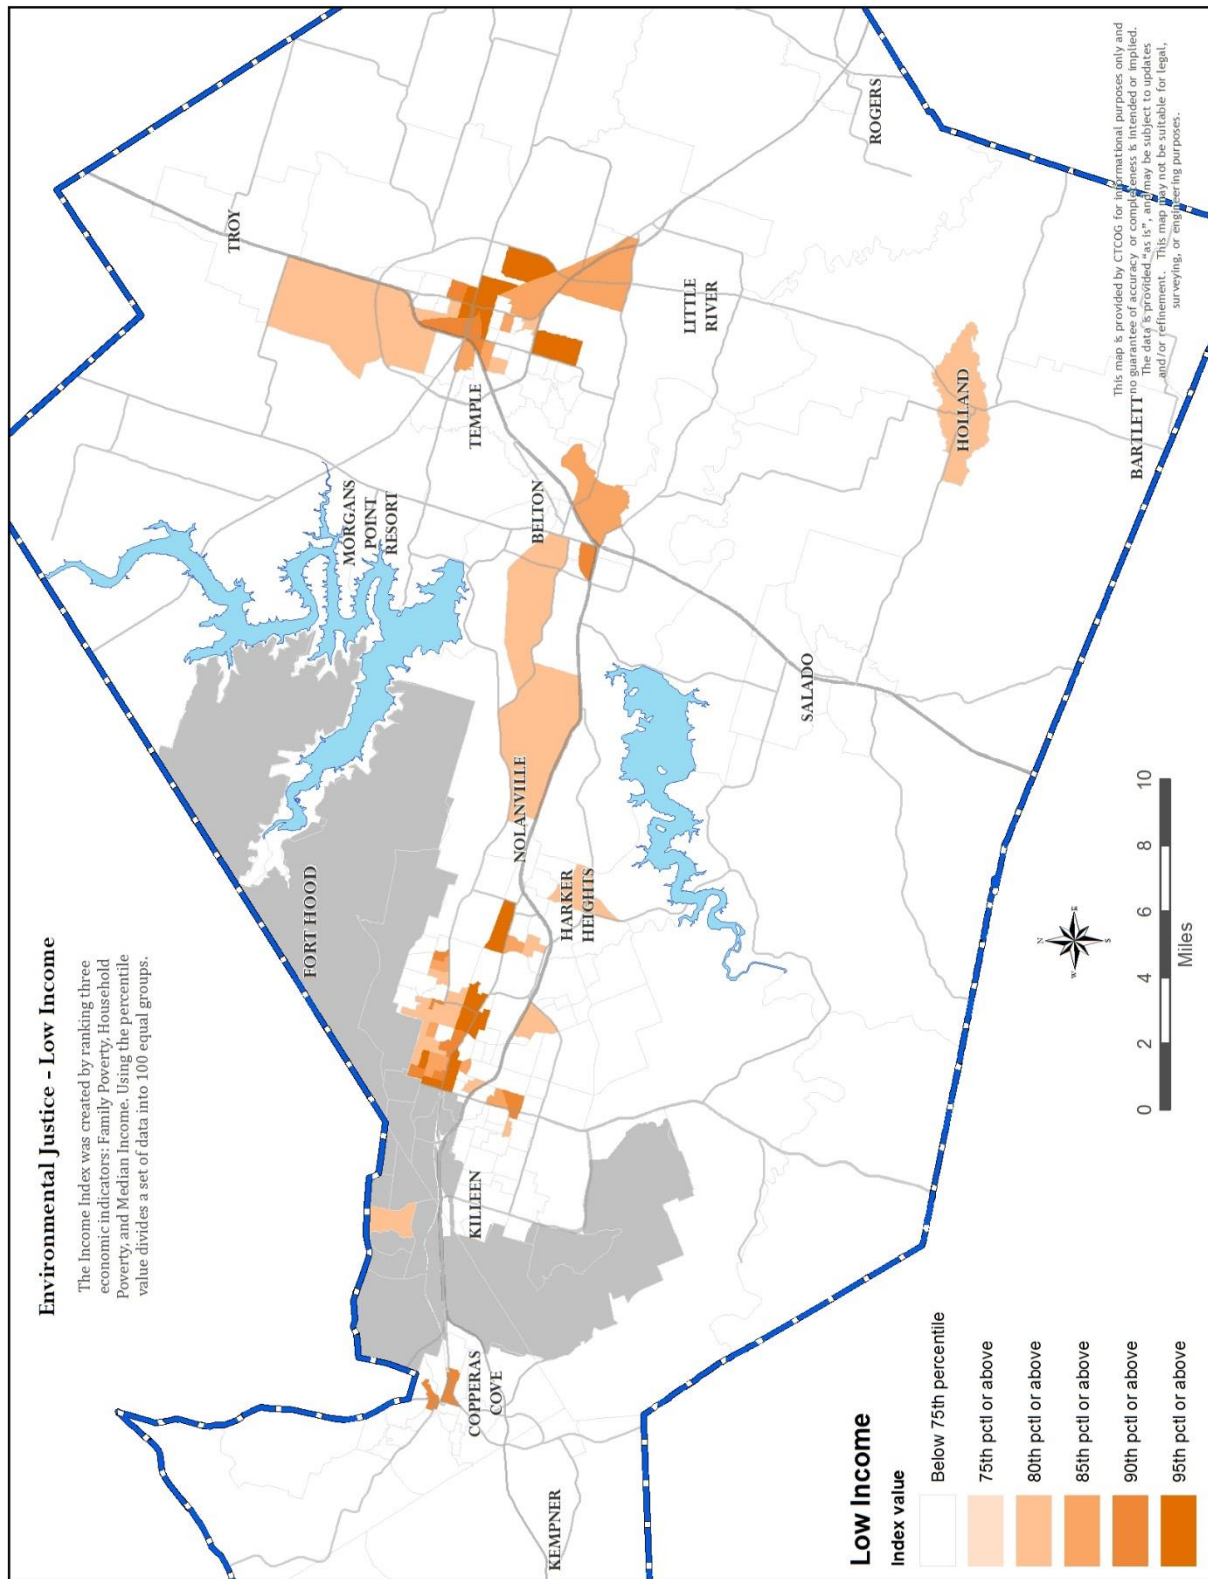 Environmental Justice - Low Income
The Income Index was created by ranking three
economic indicators: Family Poverty, Household
Poverty, and Median Income. Using the percentile
value divides a set of data into 100 equal groups.
FORT HOOD
MORGANS
POINT
RESORT
TROY
TEMPLE
BELTON
NOLANVILLE
KILLEEN
COPPERAS
COVE
KEMPNER
HARKER
HEIGHTS
LITTLE
RIVER
ROGERS
SALADO
HOLLAND
BARTLETT
Low Income
Index value
Below 75th percentile
75th pctl or above
80th pctl or above
85th pctl or above
90th pctl or above
95th pctl or above
N
W
E
S
0 2 4 6 8 10
Miles
This map is provided by CTCOG for informational purposes only and
no guarantee of accuracy or completeness is intended or implied.
The data is provided "as is", and may be subject to updates
and/or refinement. This map may not be suitable for legal,
surveying, or engineering purposes.